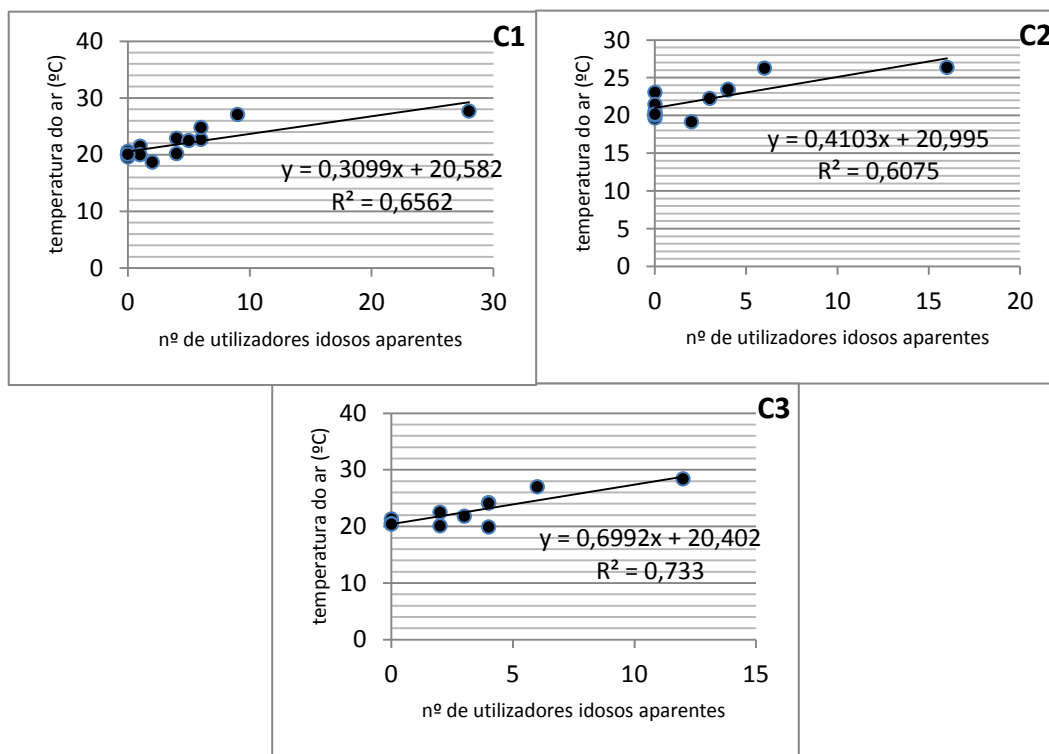 C1
temperatura do ar (ºC)
40
30
20
10
0
y = 0,3099x + 20,582
R² = 0,6562
0 10 20 30
nº de utilizadores idosos aparentes
C2
temperatura do ar (ºC)
30
25
20
15
10
5
0
y = 0,4103x + 20,995
R² = 0,6075
0 5 10 15 20
nº de utilizadores idosos aparentes
C3
temperatura do ar (ºC)
40
30
20
10
0
y = 0,6992x + 20,402
R² = 0,733
0 5 10 15
nº de utilizadores idosos aparentes